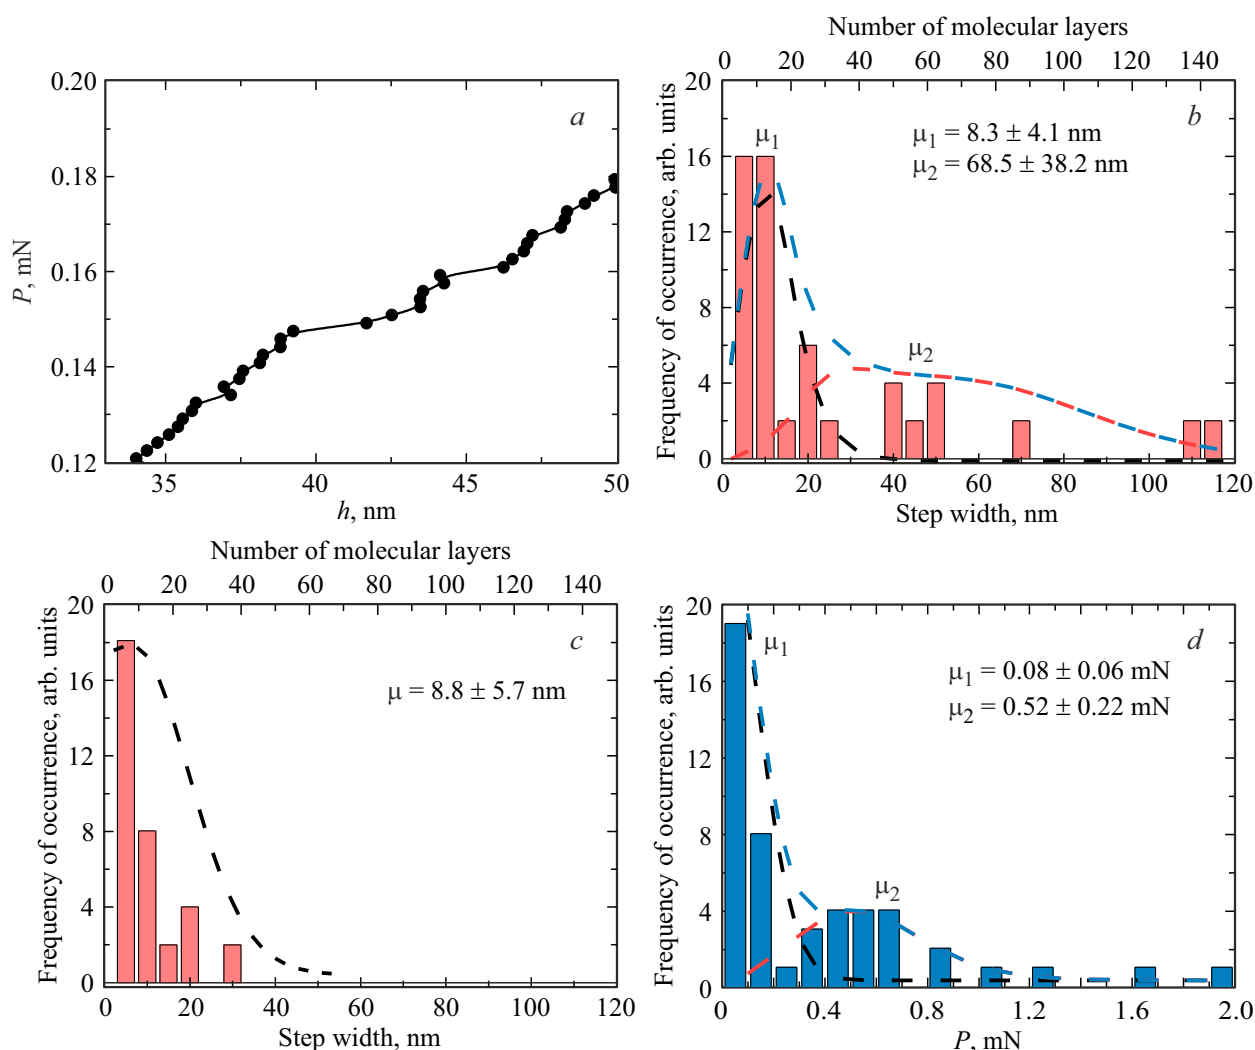 a
0.20
0.18
0.16
0.14
0.12
P, mN
35 40 45 50
h, nm
Number of molecular layers
0 20 40 60 80 100 120 140
b
μ1 = 8.3 ± 4.1 nm
μ2 = 68.5 ± 38.2 nm
μ1
μ2
20
16
12
8
4
0
Frequency of occurrence, arb. units
0 20 40 60 80 100 120
Step width, nm
Number of molecular layers
0 20 40 60 80 100 120 140
c
μ = 8.8 ± 5.7 nm
20
16
12
8
4
0
Frequency of occurrence, arb. units
0 20 40 60 80 100 120
Step width, nm
d
μ1
μ1 = 0.08 ± 0.06 mN
μ2 = 0.52 ± 0.22 mN
μ2
20
16
12
8
4
0
Frequency of occurrence, arb. units
0 0.4 0.8 1.2 1.6 2.0
P, mN